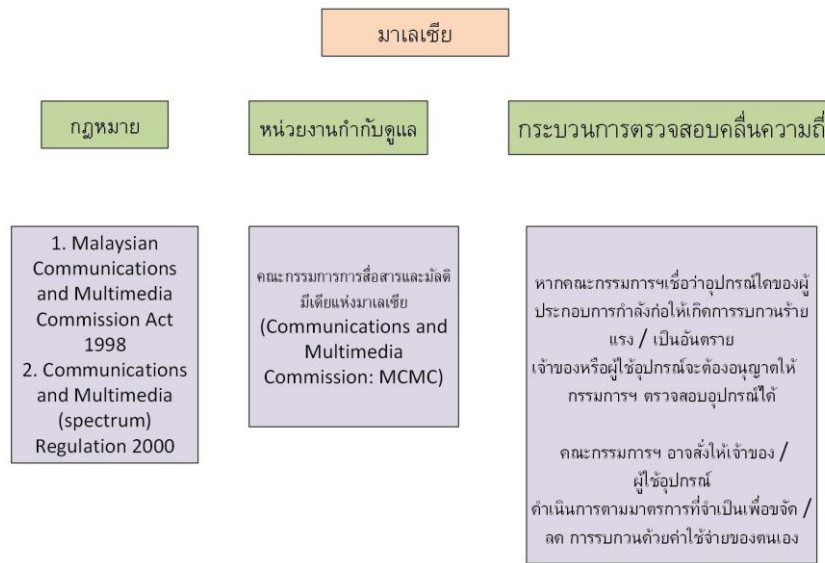 มาเลเซีย
กฎหมาย
หน่วยงานกำกับดูแล
กระบวนการตรวจสอบคลื่นความถี่
1. Malaysian
Communications
and Multimedia
Commission Act
1998
2. Communications
and Multimedia
(spectrum)
Regulation 2000
คณะกรรมการการสื่อสารและมัลติ
มีเดียแห่งมาเลเซีย
(Communications and
Multimedia
Commission: MCMC)
หากคณะกรรมการฯเชื่อว่าอุปกรณ์ใดของผู้
ประกอบการกำลังก่อให้เกิดการรบกวนร้าย
แรง / เป็นอันตราย
เจ้าของหรือผู้ใช้อุปกรณ์จะต้องอนุญาตให้
กรรมการฯ ตรวจสอบอุปกรณ์ได้
คณะกรรมการฯ อาจสั่งให้เจ้าของ /
ผู้ใช้อุปกรณ์
ดำเนินการตามมาตรการที่จำเป็นเพื่อขจัด /
ลด การรบกวนด้วยค่าใช้จ่ายของตนเอง